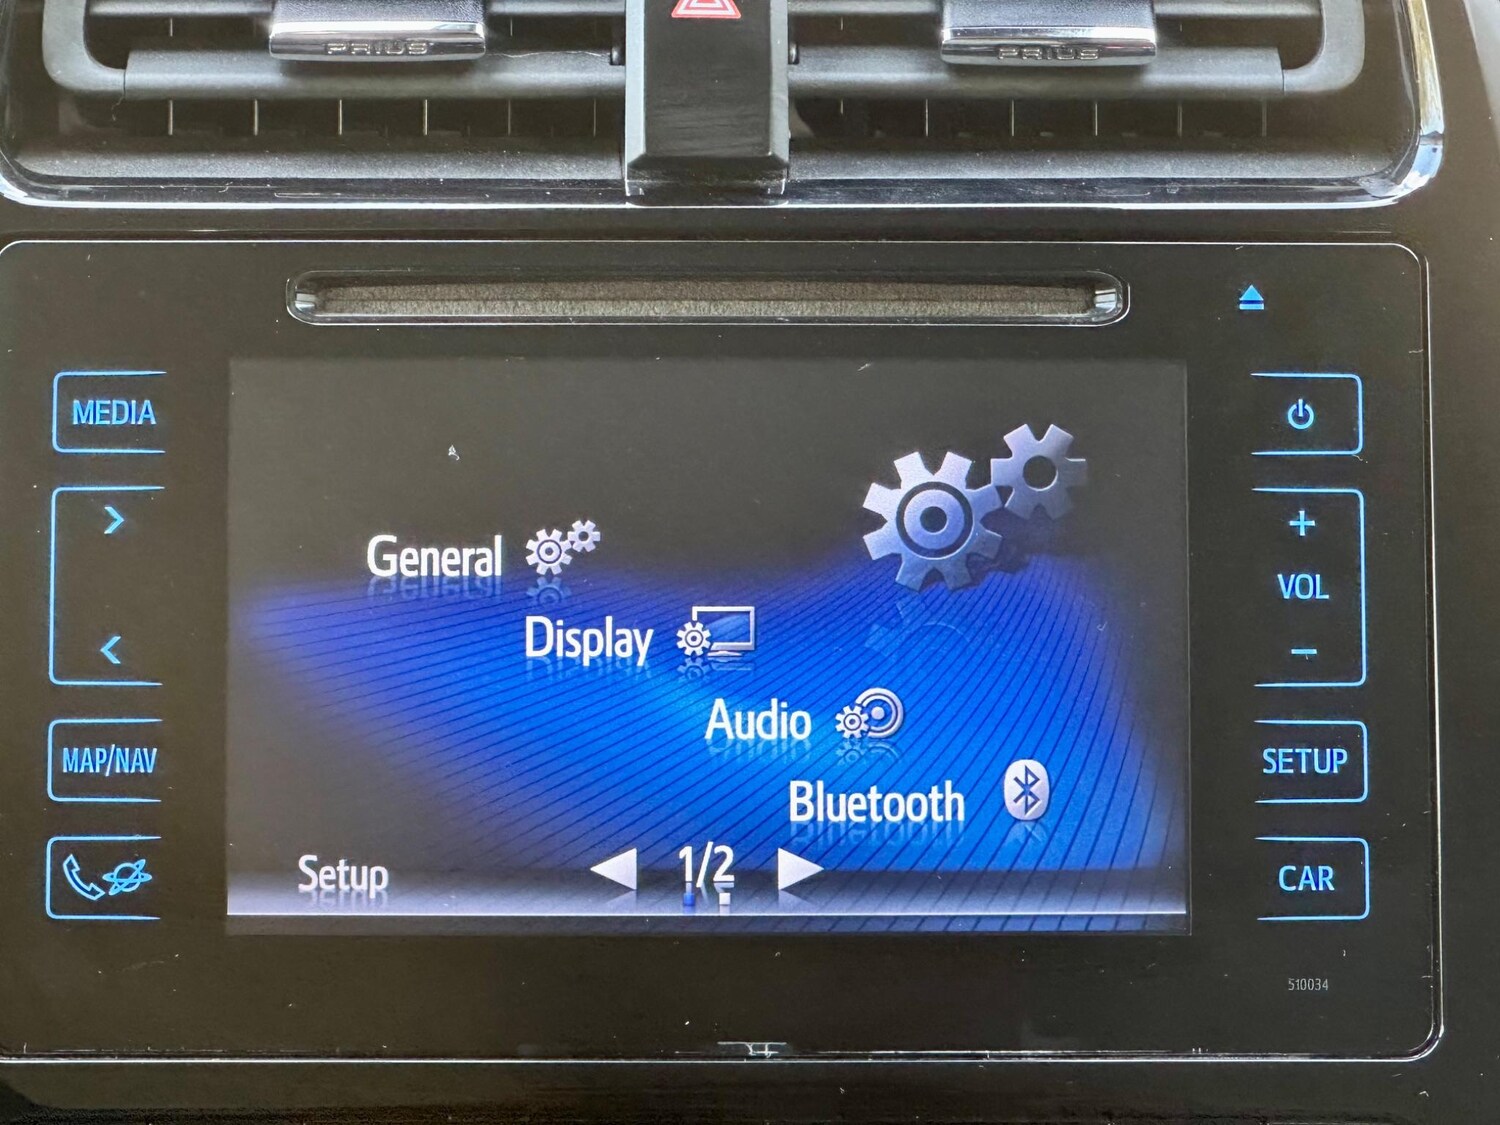 PRIUS
PRIUS
MEDIA
General
VOL
Display
Audio
MAP/NAV
SETUP
Bluetooth
Setup
1/2
CAR
510034